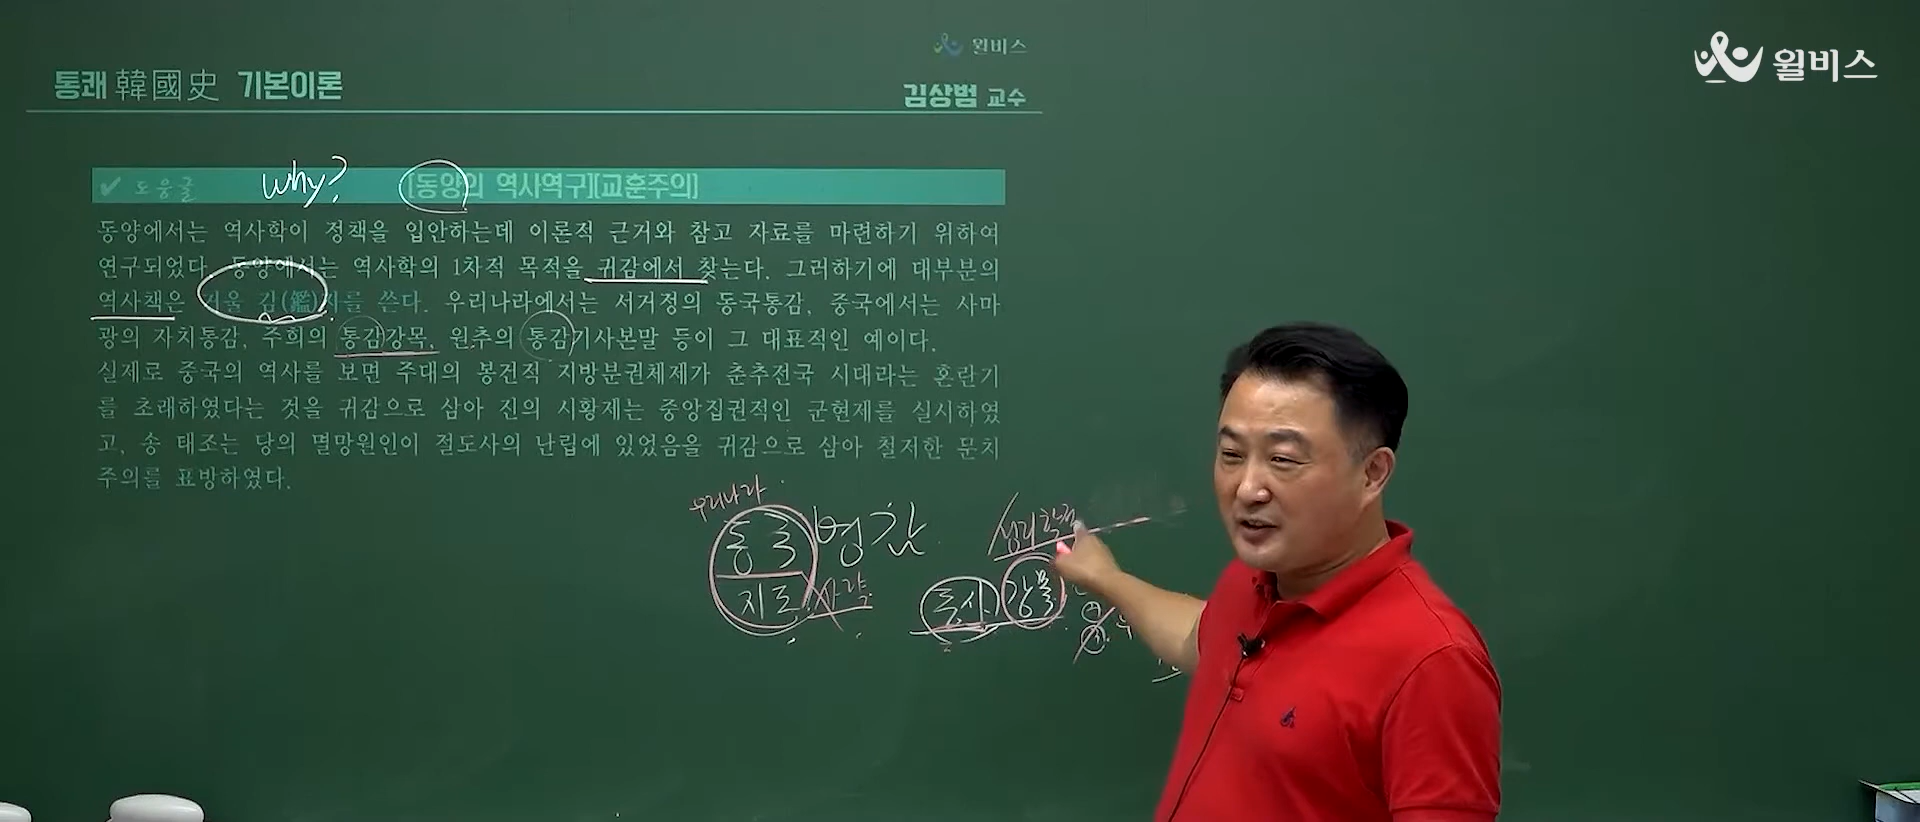 윌비스
윌비스
통쾌 韓國史 기본이론
김상범 교수
✔ 도움글 why? [동양의 역사연구][교훈주의]
동양에서는 역사학이 정책을 입안하는데 이론적 근거와 참고 자료를 마련하기 위하여
연구되었다. 동양에서는 역사학의 1차적 목적을 귀감에서 찾는다. 그러하기에 대부분의
역사책은 거울 감(鑑)자를 쓴다. 우리나라에서는 서거정의 동국통감, 중국에서는 사마
광의 자치통감, 주희의 통감강목, 원추의 통감기사본말 등이 그 대표적인 예이다.
실제로 중국의 역사를 보면 주대의 봉건적 지방분권체제가 춘추전국 시대라는 혼란기
를 초래하였다는 것을 귀감으로 삼아 진의 시황제는 중앙집권적인 군현제를 실시하였
고, 송 태조는 당의 멸망원인이 절도사의 난립에 있었음을 귀감으로 삼아 철저한 문치
주의를 표방하였다.
우리나라
동국 성리학적
사략 동사 강목